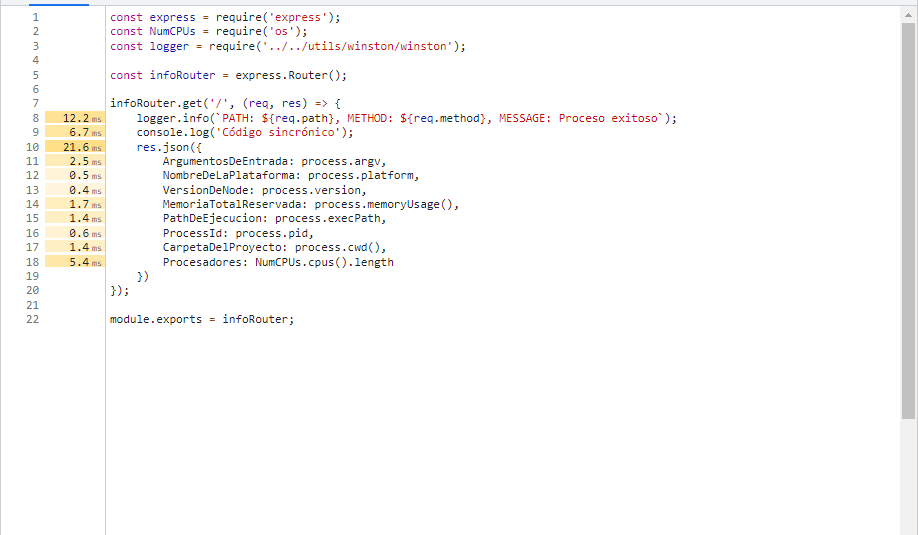 1 const express = require('express');
2 const NumCPUs = require('os');
3 const logger = require('../../utils/winston/winston');
4
5 const infoRouter = express.Router();
6
7 infoRouter.get('/', (req, res) => {
8 12.2 ms     logger.info(`PATH: ${req.path}, METHOD: ${req.method}, MESSAGE: Proceso exitoso`);
9 6.7 ms     console.log('Código sincrónico');
10 21.6 ms     res.json({
11 2.5 ms         ArgumentosDeEntrada: process.argv,
12 0.5 ms         NombreDeLaPlataforma: process.platform,
13 0.4 ms         VersionDeNode: process.version,
14 1.7 ms         MemoriaTotalReservada: process.memoryUsage(),
15 1.4 ms         PathDeEjecucion: process.execPath,
16 0.6 ms         ProcessId: process.pid,
17 1.4 ms         CarpetaDelProyecto: process.cwd(),
18 5.4 ms         Procesadores: NumCPUs.cpus().length
19     })
20 });
21
22 module.exports = infoRouter;